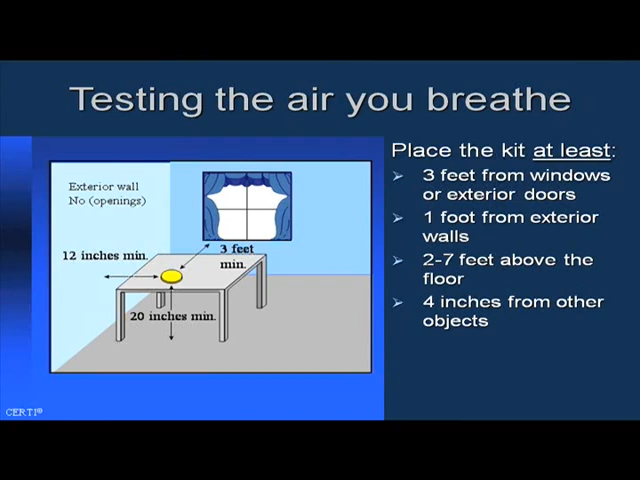 Testing the air you breathe
Exterior wall
No (openings)
12 inches min.
3 feet
min.
20 inches min.
Place the kit at least:
➢ 3 feet from windows
or exterior doors
➢ 1 foot from exterior
walls
➢ 2-7 feet above the
floor
➢ 4 inches from other
objects
CERTI®